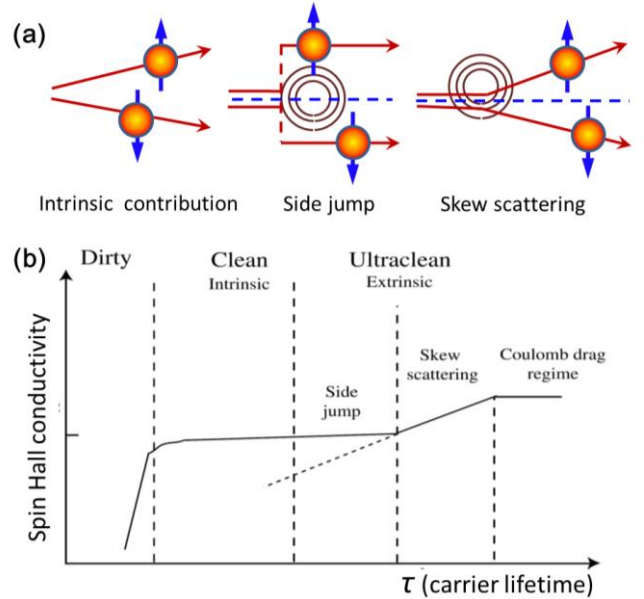 (a)
Intrinsic contribution
Side jump
Skew scattering
(b)
Dirty
Clean
Intrinsic
Ultraclean
Extrinsic
Side
jump
Skew
scattering
Coulomb drag
regime
Spin Hall conductivity
τ (carrier lifetime)